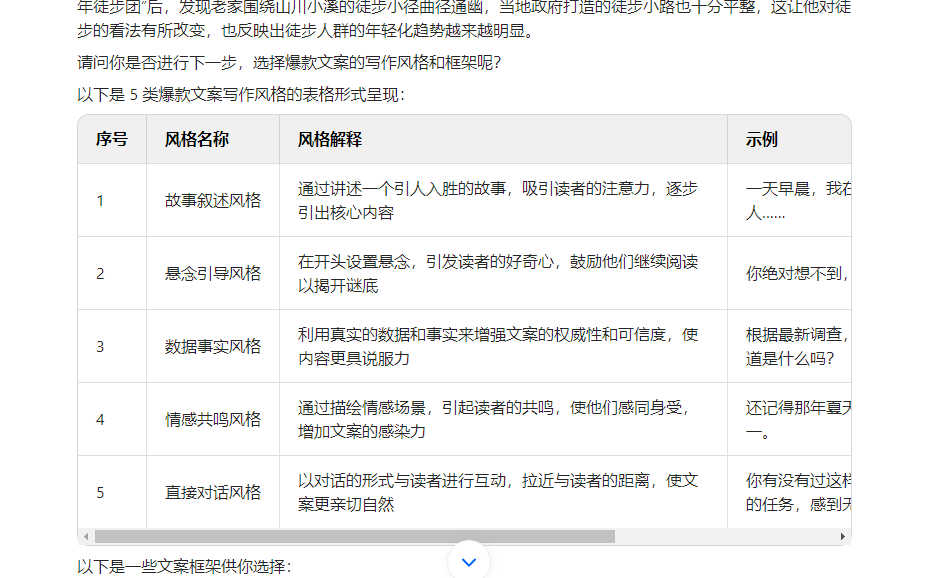 年徒步团”后，发现老家围绕山川小溪的徒步小径曲径通幽，当地政府打造的徒步小路也十分平整，这让他对徒
步的看法有所改变，也反映出徒步人群的年轻化趋势越来越明显。
请问你是否进行下一步，选择爆款文案的写作风格和框架呢？
以下是 5 类爆款文案写作风格的表格形式呈现：
序号 风格名称 风格解释 示例
1 故事叙述风格 通过讲述一个引人入胜的故事，吸引读者的注意力，逐步 一天早晨，我在
引出核心内容 人......
2 悬念引导风格 在开头设置悬念，引发读者的好奇心，鼓励他们继续阅读 你绝对想不到，
以揭开谜底
3 数据事实风格 利用真实的数据和事实来增强文案的权威性和可信度，使 根据最新调查，
内容更具说服力 道是什么吗？
4 情感共鸣风格 通过描绘情感场景，引起读者的共鸣，使他们感同身受， 还记得那年夏天
增加文案的感染力 一。
5 直接对话风格 以对话的形式与读者进行互动，拉近与读者的距离，使文 你有没有过这样
案更亲切自然 的任务，感到无
以下是一些文案框架供你选择：